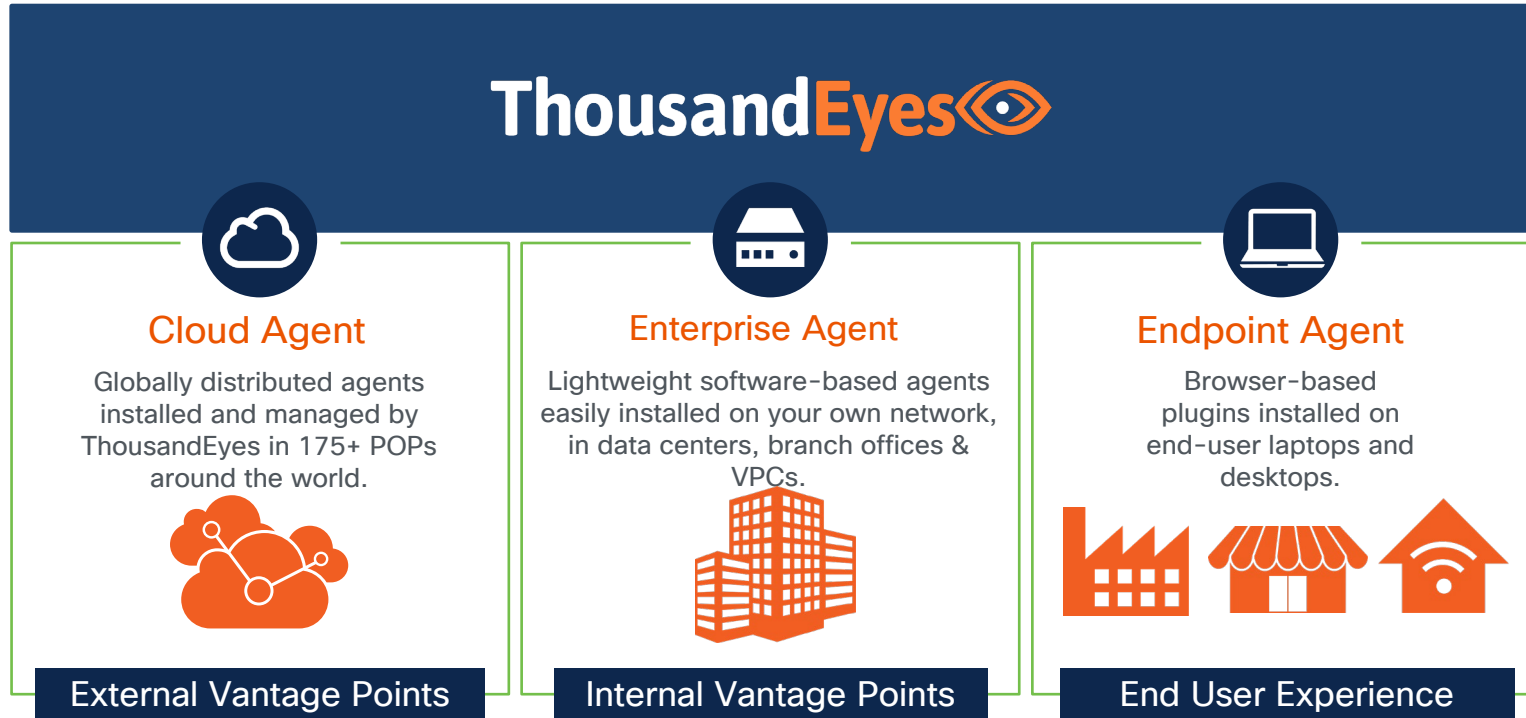 ThousandEyes
Cloud Agent
Globally distributed agents
installed and managed by
ThousandEyes in 175+ POPs
around the world.
External Vantage Points
Enterprise Agent
Lightweight software-based agents
easily installed on your own network,
in data centers, branch offices &
VPCs.
Internal Vantage Points
Endpoint Agent
Browser-based
plugins installed on
end-user laptops and
desktops.
End User Experience